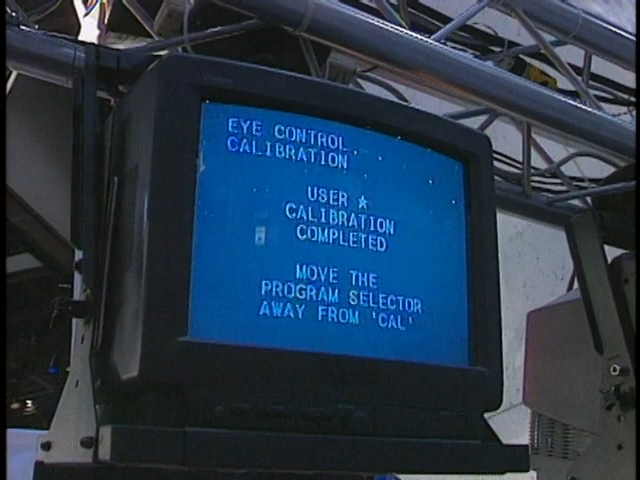 EYE CONTROL
CALIBRATION
USER ★
CALIBRATION
COMPLETED
MOVE THE
PROGRAM SELECTOR
AWAY FROM 'CAL'